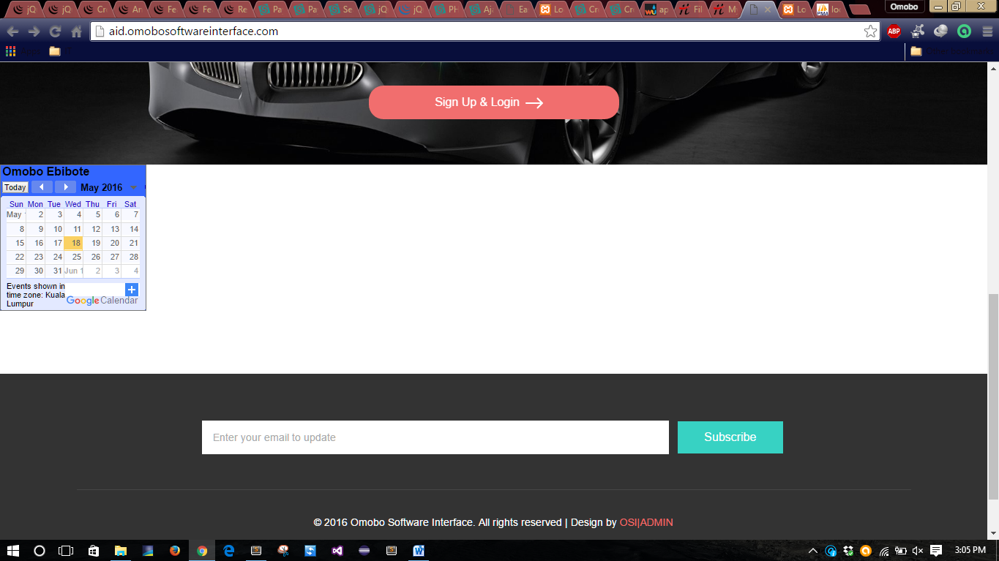 jQ
jQ
Cr
Ar
Fe
Fe
Re
Pa
Pa
Se
jQ
jQ
PH
Aja
Ea
Lo
Cr
Cr
ap
Fil
M
Lo
loc
Omobo
aid.omobosoftwareinterface.com
ABP
Sign Up & Login
Omobo Ebibote
Today May 2016
Sun Mon Tue Wed Thu Fri Sat
May 2 3 4 5 6 7
8 9 10 11 12 13 14
15 16 17 18 19 20 21
22 23 24 25 26 27 28
29 30 31 Jun 1 2 3 4
Events shown in
time zone: Kuala
Lumpur
Google Calendar
Enter your email to update
Subscribe
© 2016 Omobo Software Interface. All rights reserved | Design by OSI|ADMIN
3:05 PM